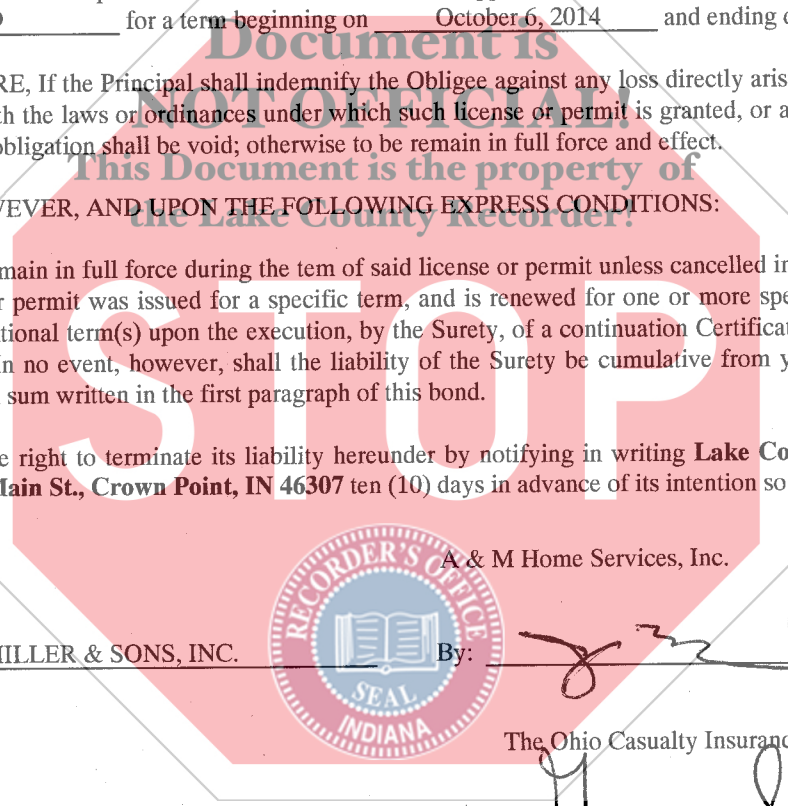 for a term beginning on October 6, 2014 and ending
Document is
RE, If the Principal shall indemnify the Obligee against any loss directly aris
NOT OFFICIAL!
th the laws or ordinances under which such license or permit is granted, or a
obligation shall be void; otherwise to be remain in full force and effect.
This Document is the property of
VEVER, AND UPON THE FOLLOWING EXPRESS CONDITIONS:
the Lake County Recorder!
main in full force during the tem of said license or permit unless cancelled in
r permit was issued for a specific term, and is renewed for one or more spe
tional term(s) upon the execution, by the Surety, of a continuation Certificat
In no event, however, shall the liability of the Surety be cumulative from y
sum written in the first paragraph of this bond.
STOP
e right to terminate its liability hereunder by notifying in writing Lake Co
Main St., Crown Point, IN 46307 ten (10) days in advance of its intention so
A & M Home Services, Inc.
RECORDER'S OFFICE
MILLER & SONS, INC. By:
SEAL
INDIANA
The Ohio Casualty Insuranc